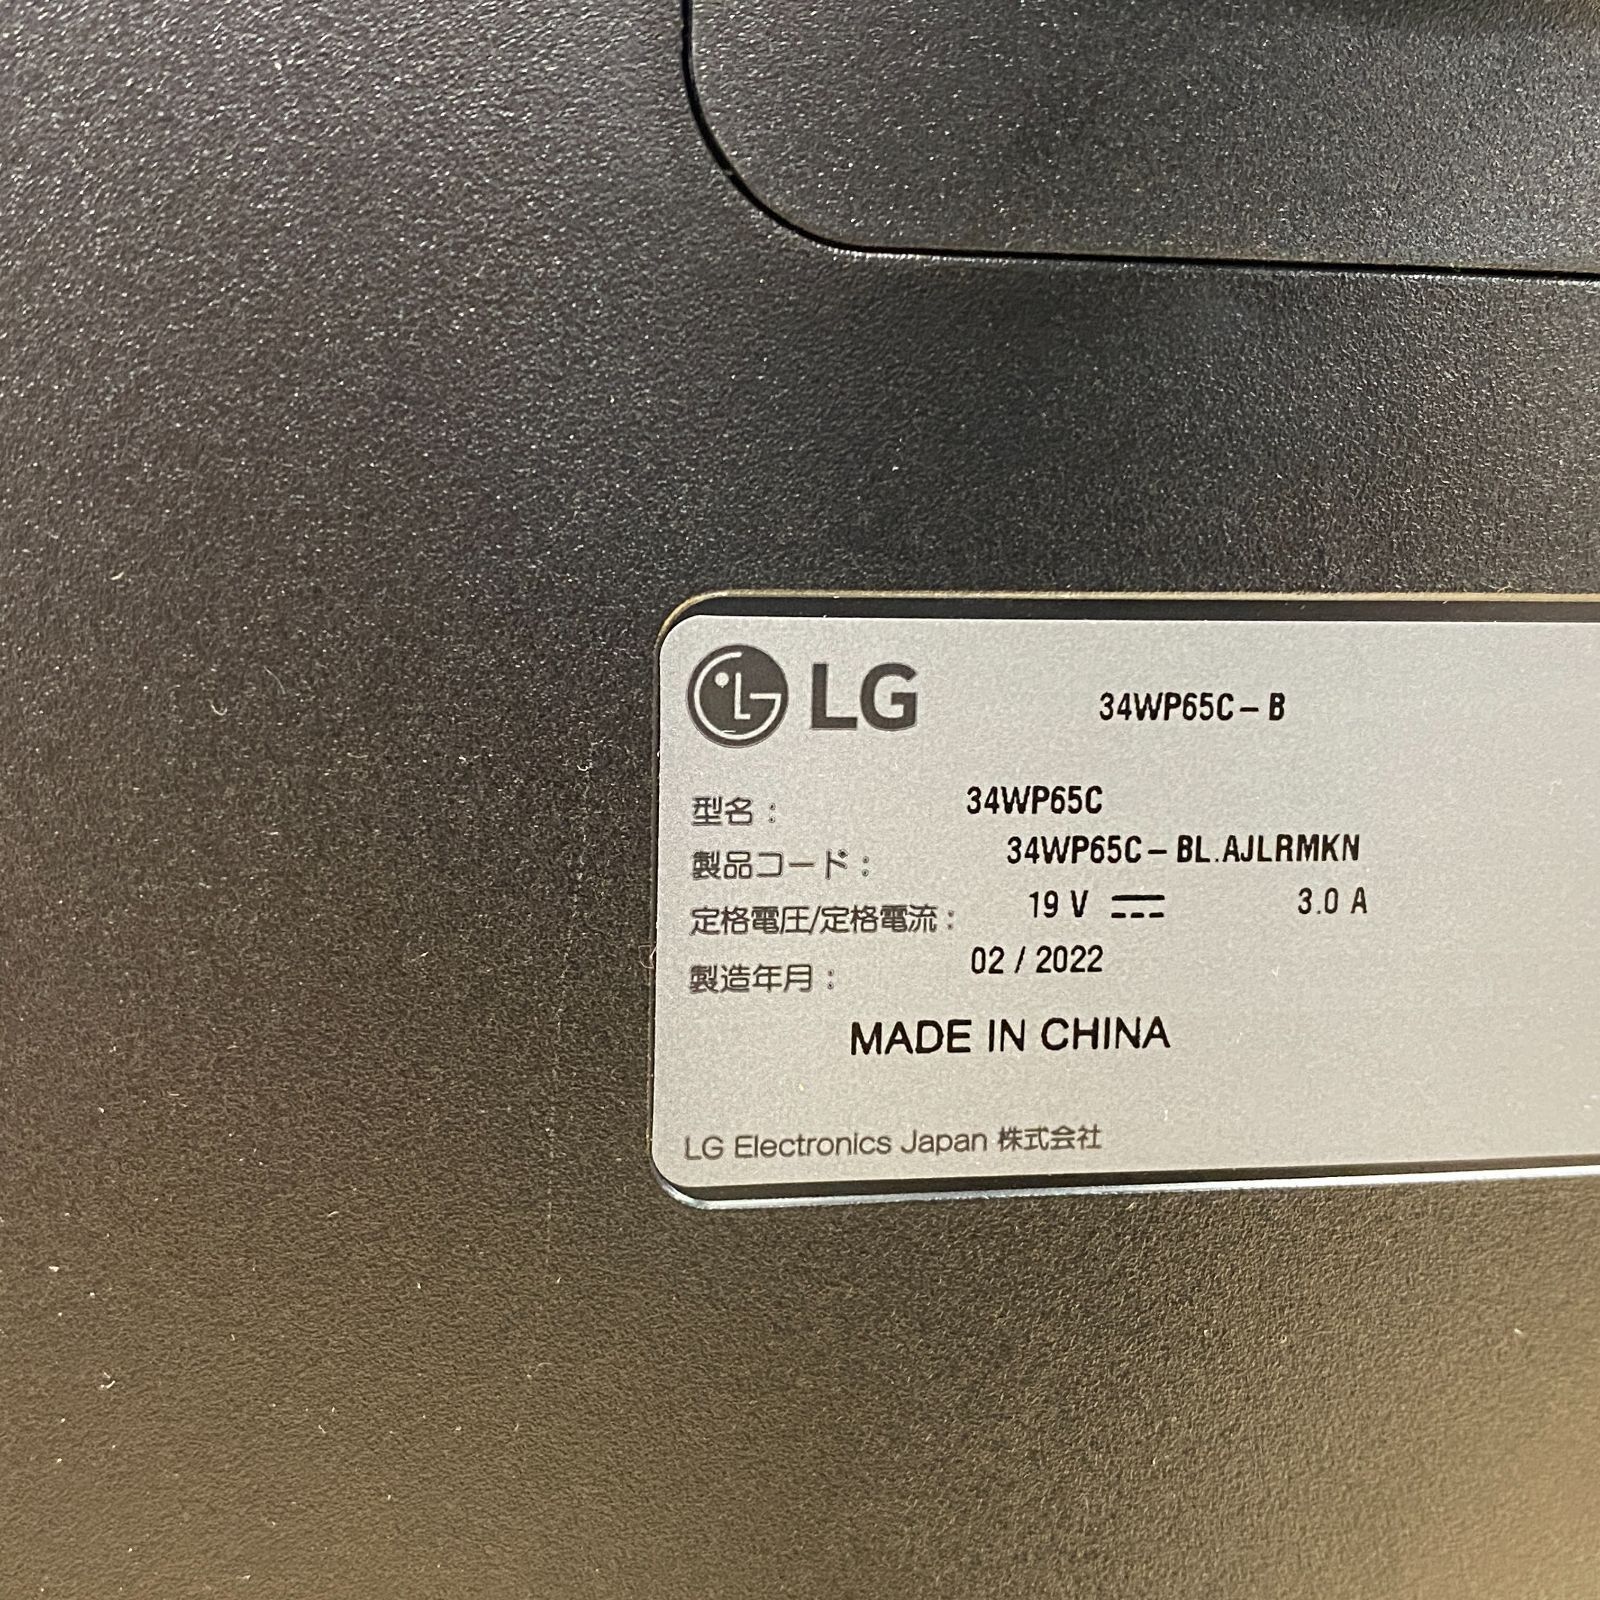 LG 34WP65C-B
型名： 34WP65C
製品コード： 34WP65C-BL.AJLRMKN
定格電圧/定格電流： 19 V ⎓ 3.0 A
製造年月： 02 / 2022
MADE IN CHINA
LG Electronics Japan 株式会社